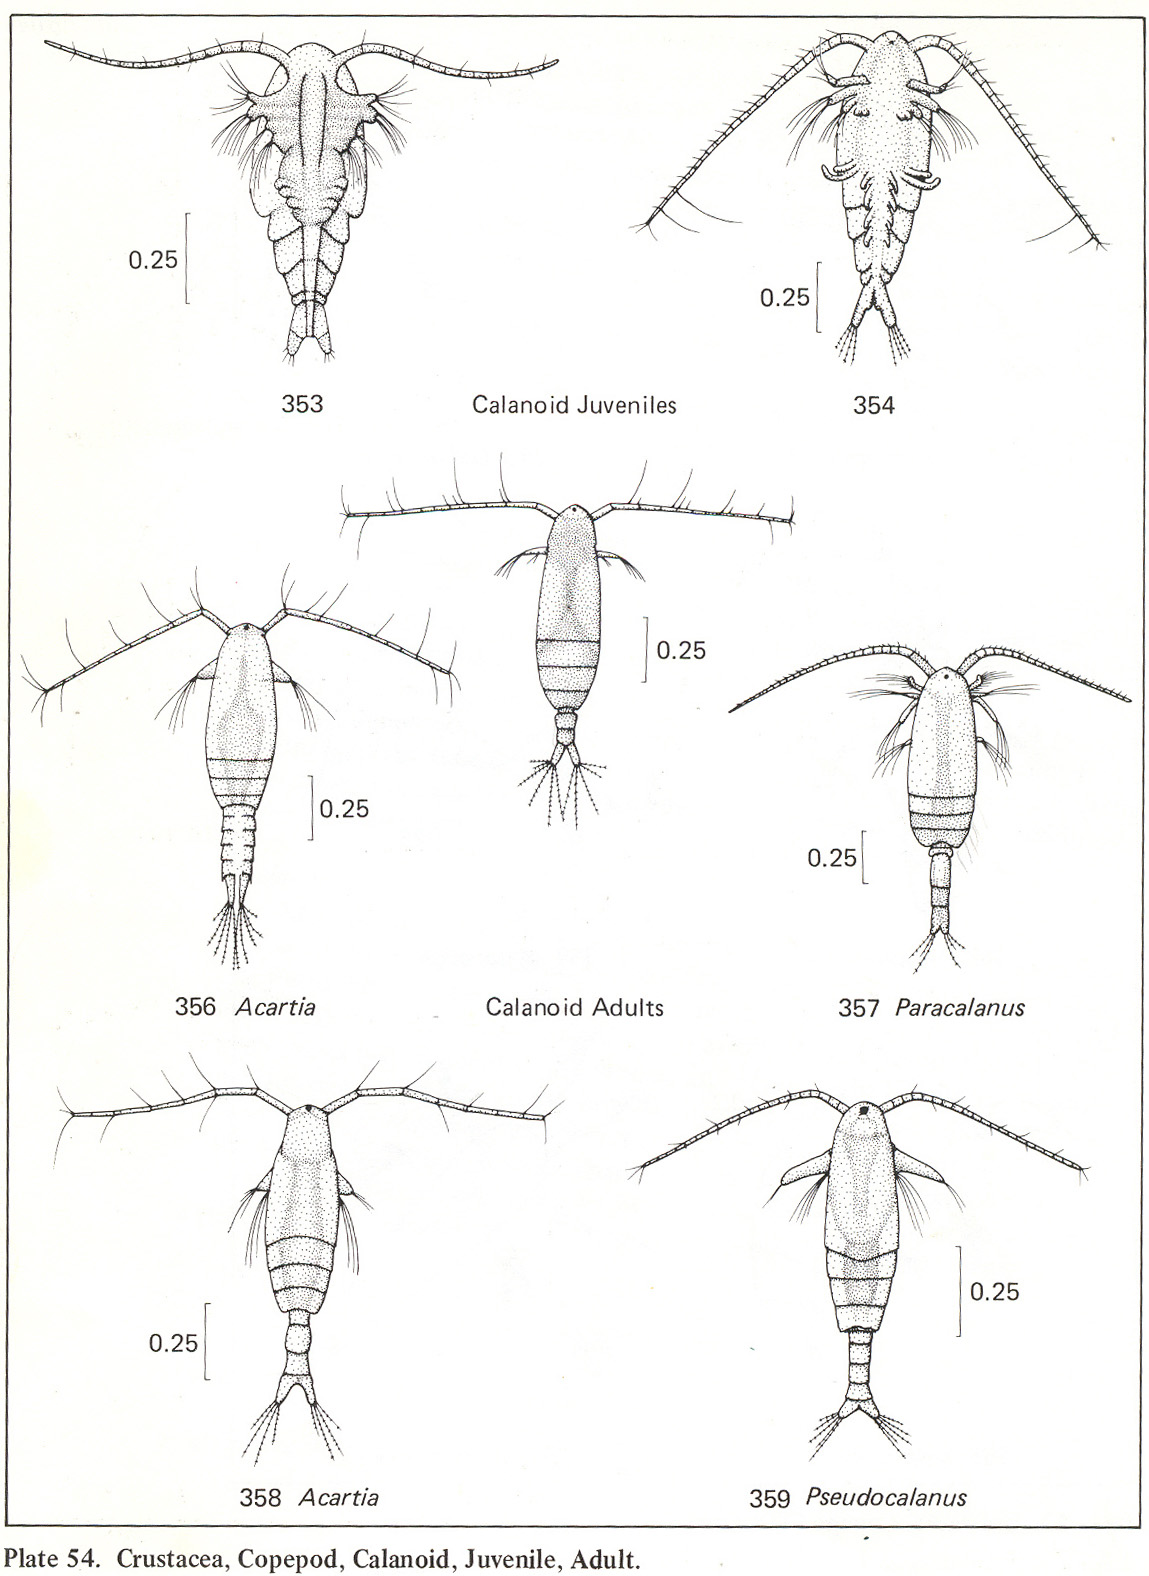 0.25
0.25
353 Calanoid Juveniles 354
0.25
0.25
0.25
356 Acartia Calanoid Adults 357 Paracalanus
0.25
0.25
358 Acartia 359 Pseudocalanus
Plate 54. Crustacea, Copepod, Calanoid, Juvenile, Adult.